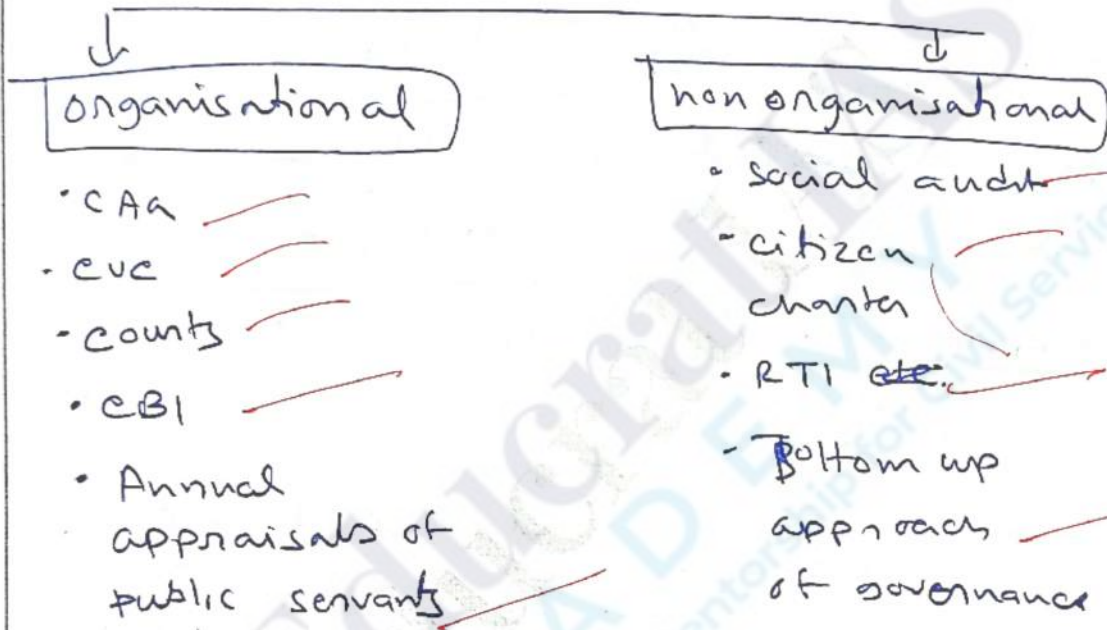 organisational
• CAG
• CVC
• courts
• CBI
• Annual
appraisals of
public servants
non organisational
• social audit
• citizen
charter
• RTI etc.
• Bottom up
approach
of governance